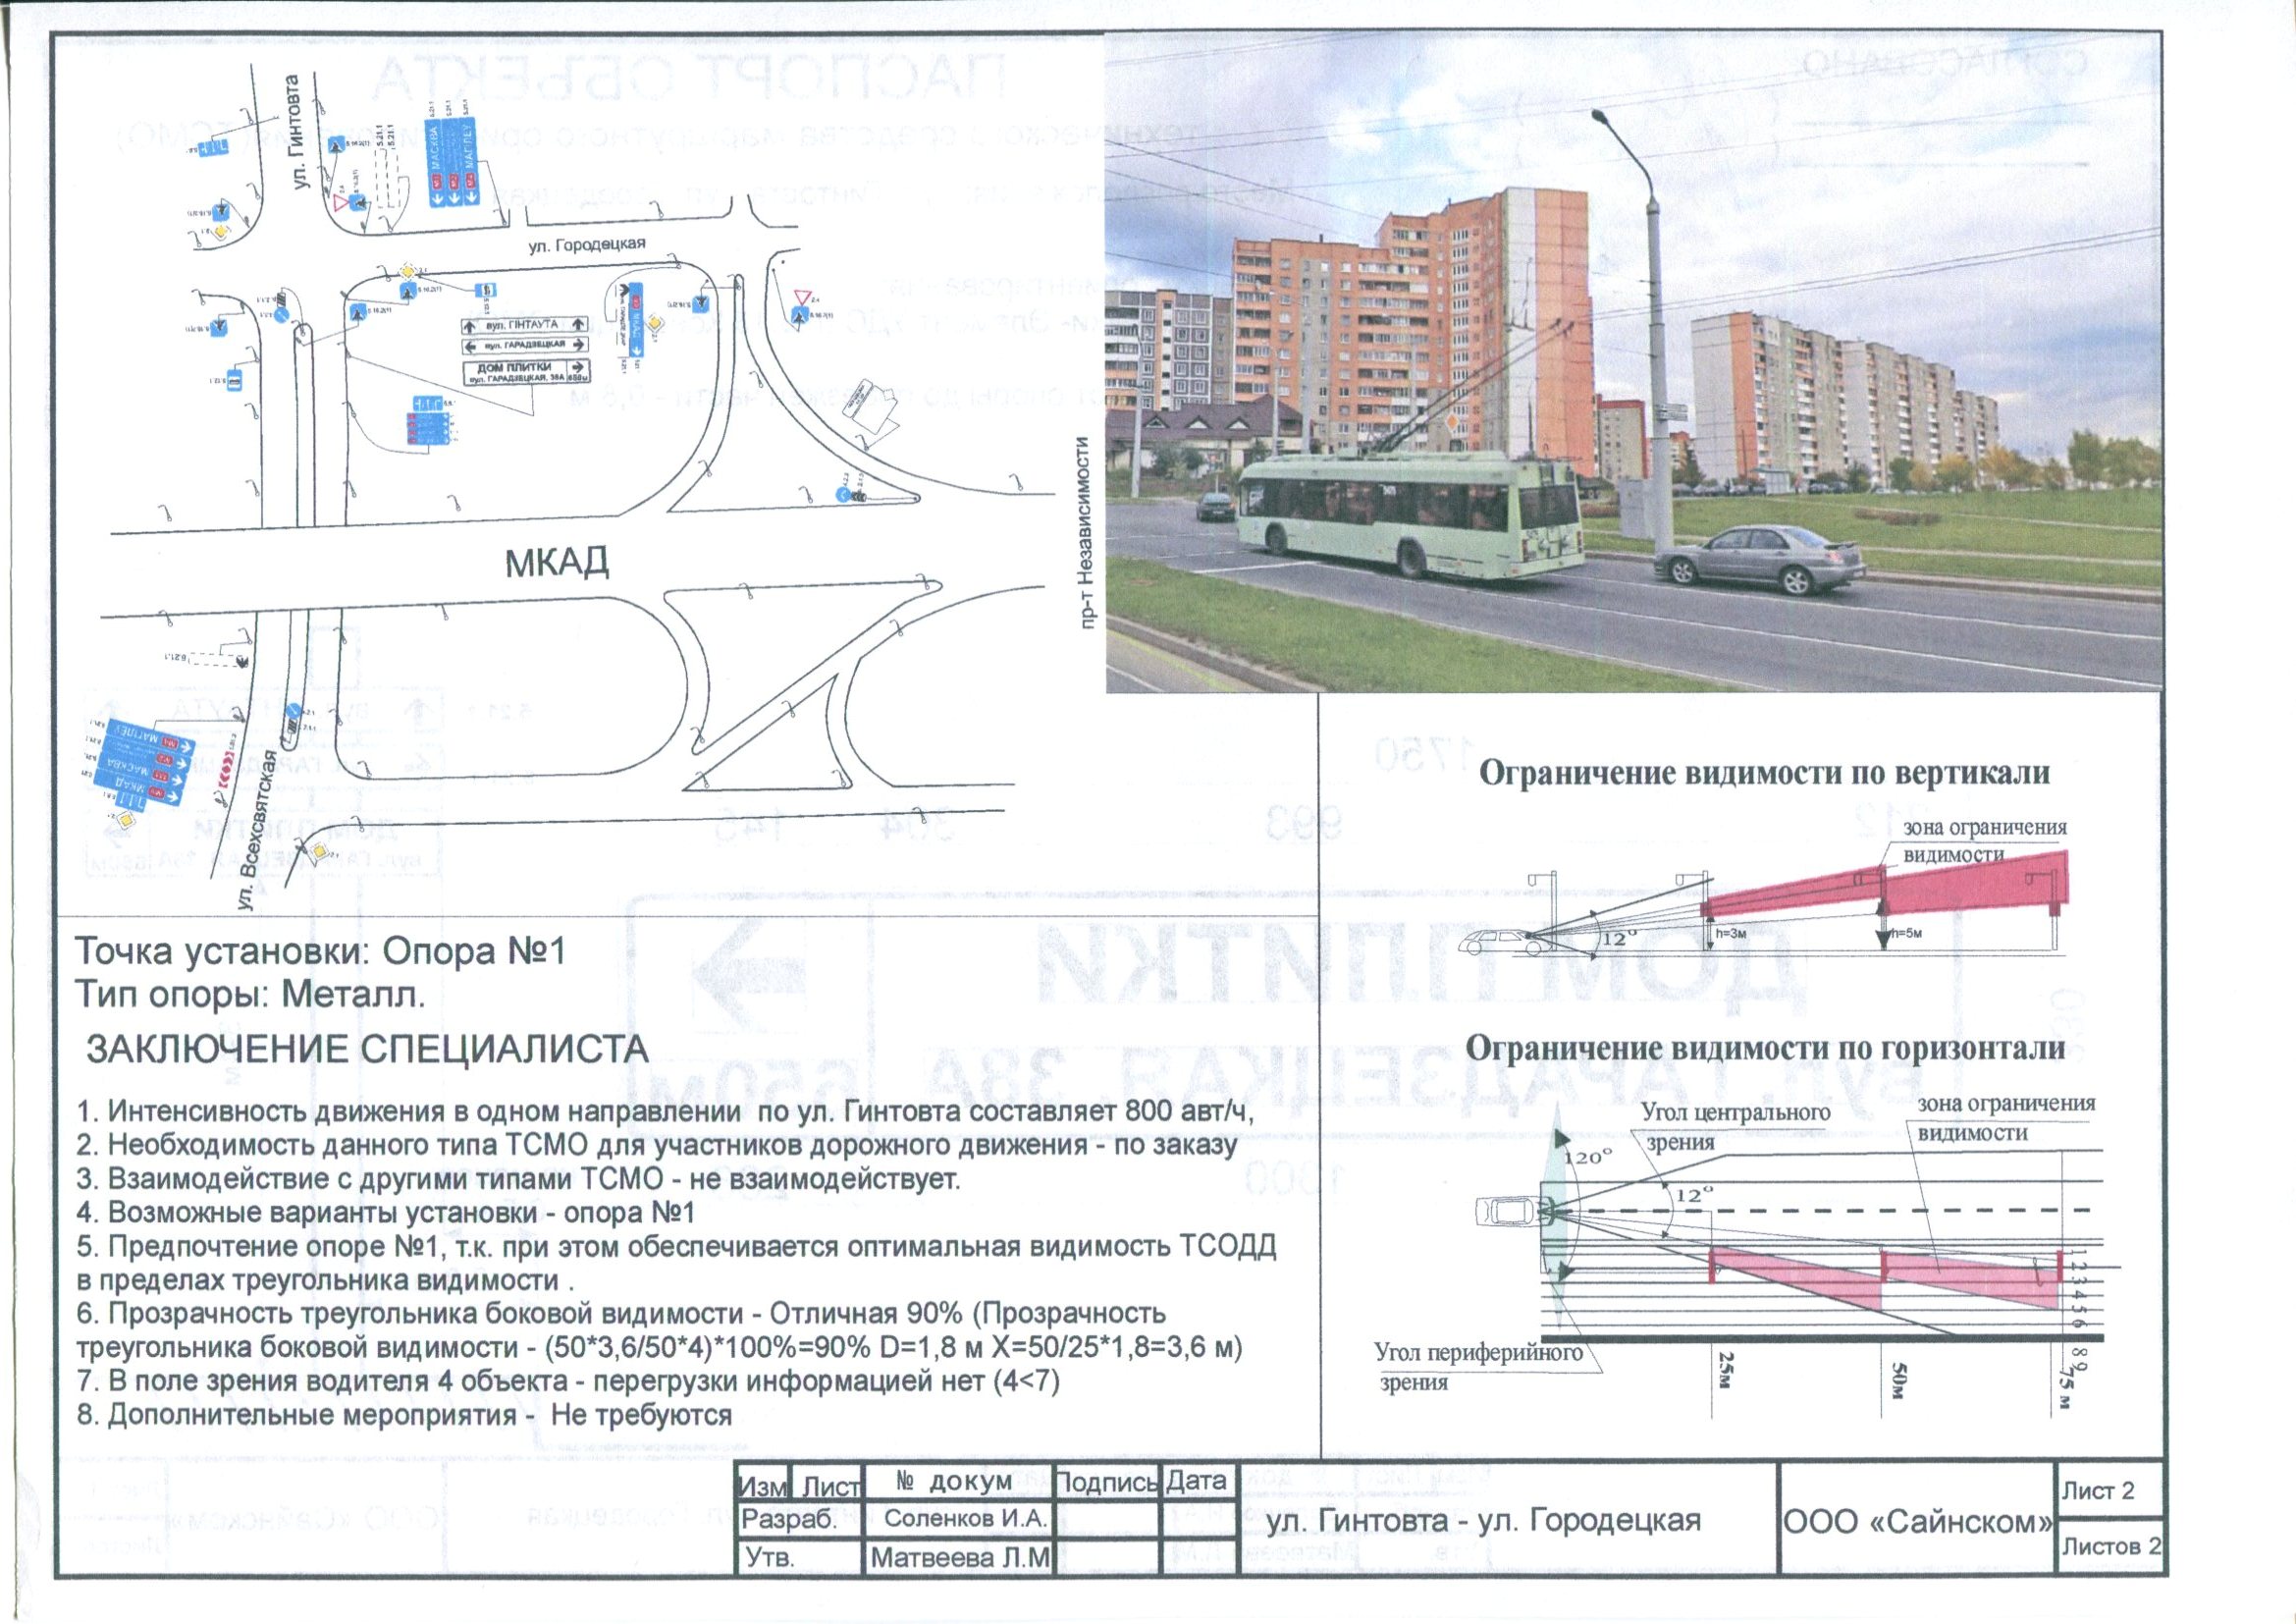 ул. Гинтовта
МАСКВА
МАГІЛЕЎ
ул. Городецкая
вул. ГІНТАУТА
вул. ГАРАДЗЕЦКАЯ
ДОМ ПЛИТКИ
вул. ГАРАДЗЕЦКАЯ, 38А 650м
МКАД
МКАД
пр-т Независимости
5.21.1
МАГІЛЕЎ
МАСКВА
МКАД
ул. Всехсвятская
Точка установки: Опора №1
Тип опоры: Металл.
ЗАКЛЮЧЕНИЕ СПЕЦИАЛИСТА
1. Интенсивность движения в одном направлении по ул. Гинтовта составляет 800 авт/ч,
2. Необходимость данного типа ТСМО для участников дорожного движения - по заказу
3. Взаимодействие с другими типами ТСМО - не взаимодействует.
4. Возможные варианты установки - опора №1
5. Предпочтение опоре №1, т.к. при этом обеспечивается оптимальная видимость ТСОДД
в пределах треугольника видимости .
6. Прозрачность треугольника боковой видимости - Отличная 90% (Прозрачность
треугольника боковой видимости - (50*3,6/50*4)*100%=90% D=1,8 м X=50/25*1,8=3,6 м)
7. В поле зрения водителя 4 объекта - перегрузки информацией нет (4<7)
8. Дополнительные мероприятия - Не требуются
Ограничение видимости по вертикали
зона ограничения
видимости
12°
h=3м
h=5м
Ограничение видимости по горизонтали
Угол центрального
зрения
зона ограничения
видимости
120°
12°
1 2 3 4 5 6
8 9
Угол периферийного
зрения
25м
50м
75 м
Изм Лист № докум Подпись Дата
Разраб. Соленков И.А.
Утв. Матвеева Л.М
ул. Гинтовта - ул. Городецкая
ООО «Сайнском»
Лист 2
Листов 2